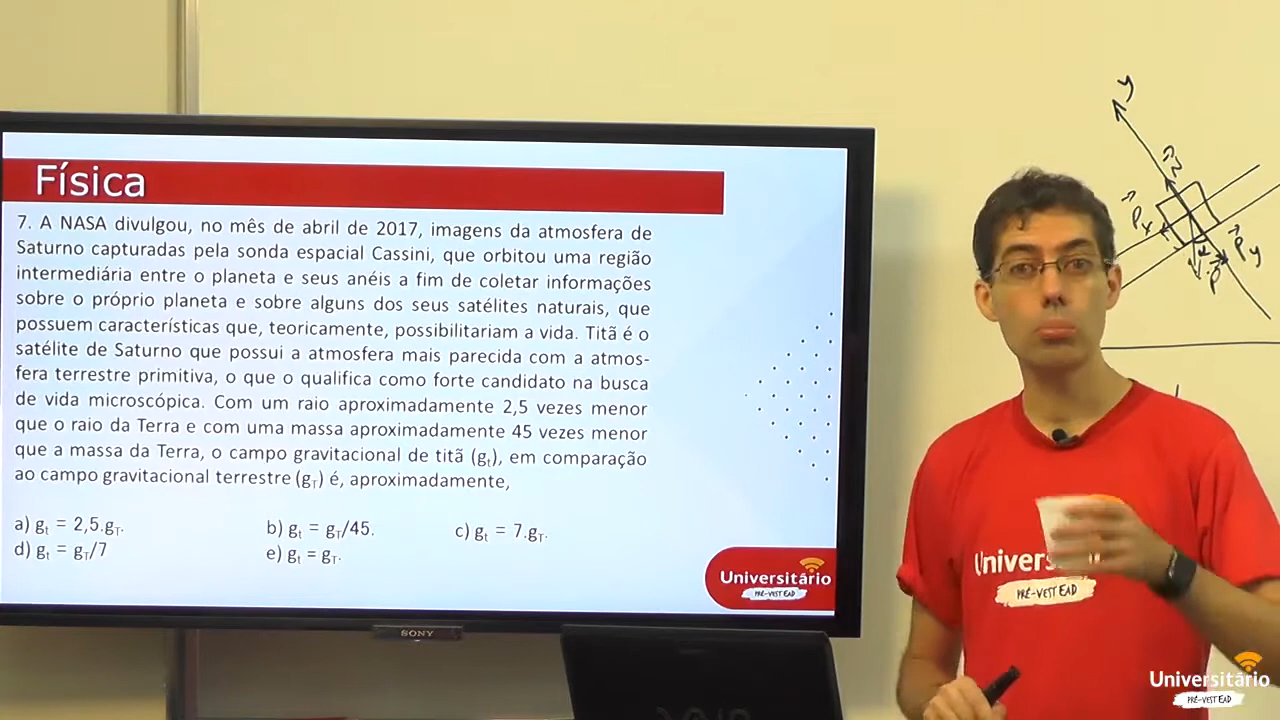 Física
7. A NASA divulgou, no mês de abril de 2017, imagens da atmosfera de
Saturno capturadas pela sonda espacial Cassini, que orbitou uma região
intermediária entre o planeta e seus anéis a fim de coletar informações
sobre o próprio planeta e sobre alguns dos seus satélites naturais, que
possuem características que, teoricamente, possibilitariam a vida. Titã é o
satélite de Saturno que possui a atmosfera mais parecida com a atmos-
fera terrestre primitiva, o que o qualifica como forte candidato na busca
de vida microscópica. Com um raio aproximadamente 2,5 vezes menor
que o raio da Terra e com uma massa aproximadamente 45 vezes menor
que a massa da Terra, o campo gravitacional de titã (gt), em comparação
ao campo gravitacional terrestre (gT) é, aproximadamente,
a) gt = 2,5.gT. b) gt = gT/45. c) gt = 7.gT.
d) gt = gT/7 e) gt = gT.
Universitário
PRÉ-VEST EAD
SONY
y
N
Px
Py
P
Univers
PRÉ-VEST EAD
Universitário
PRÉ-VEST EAD